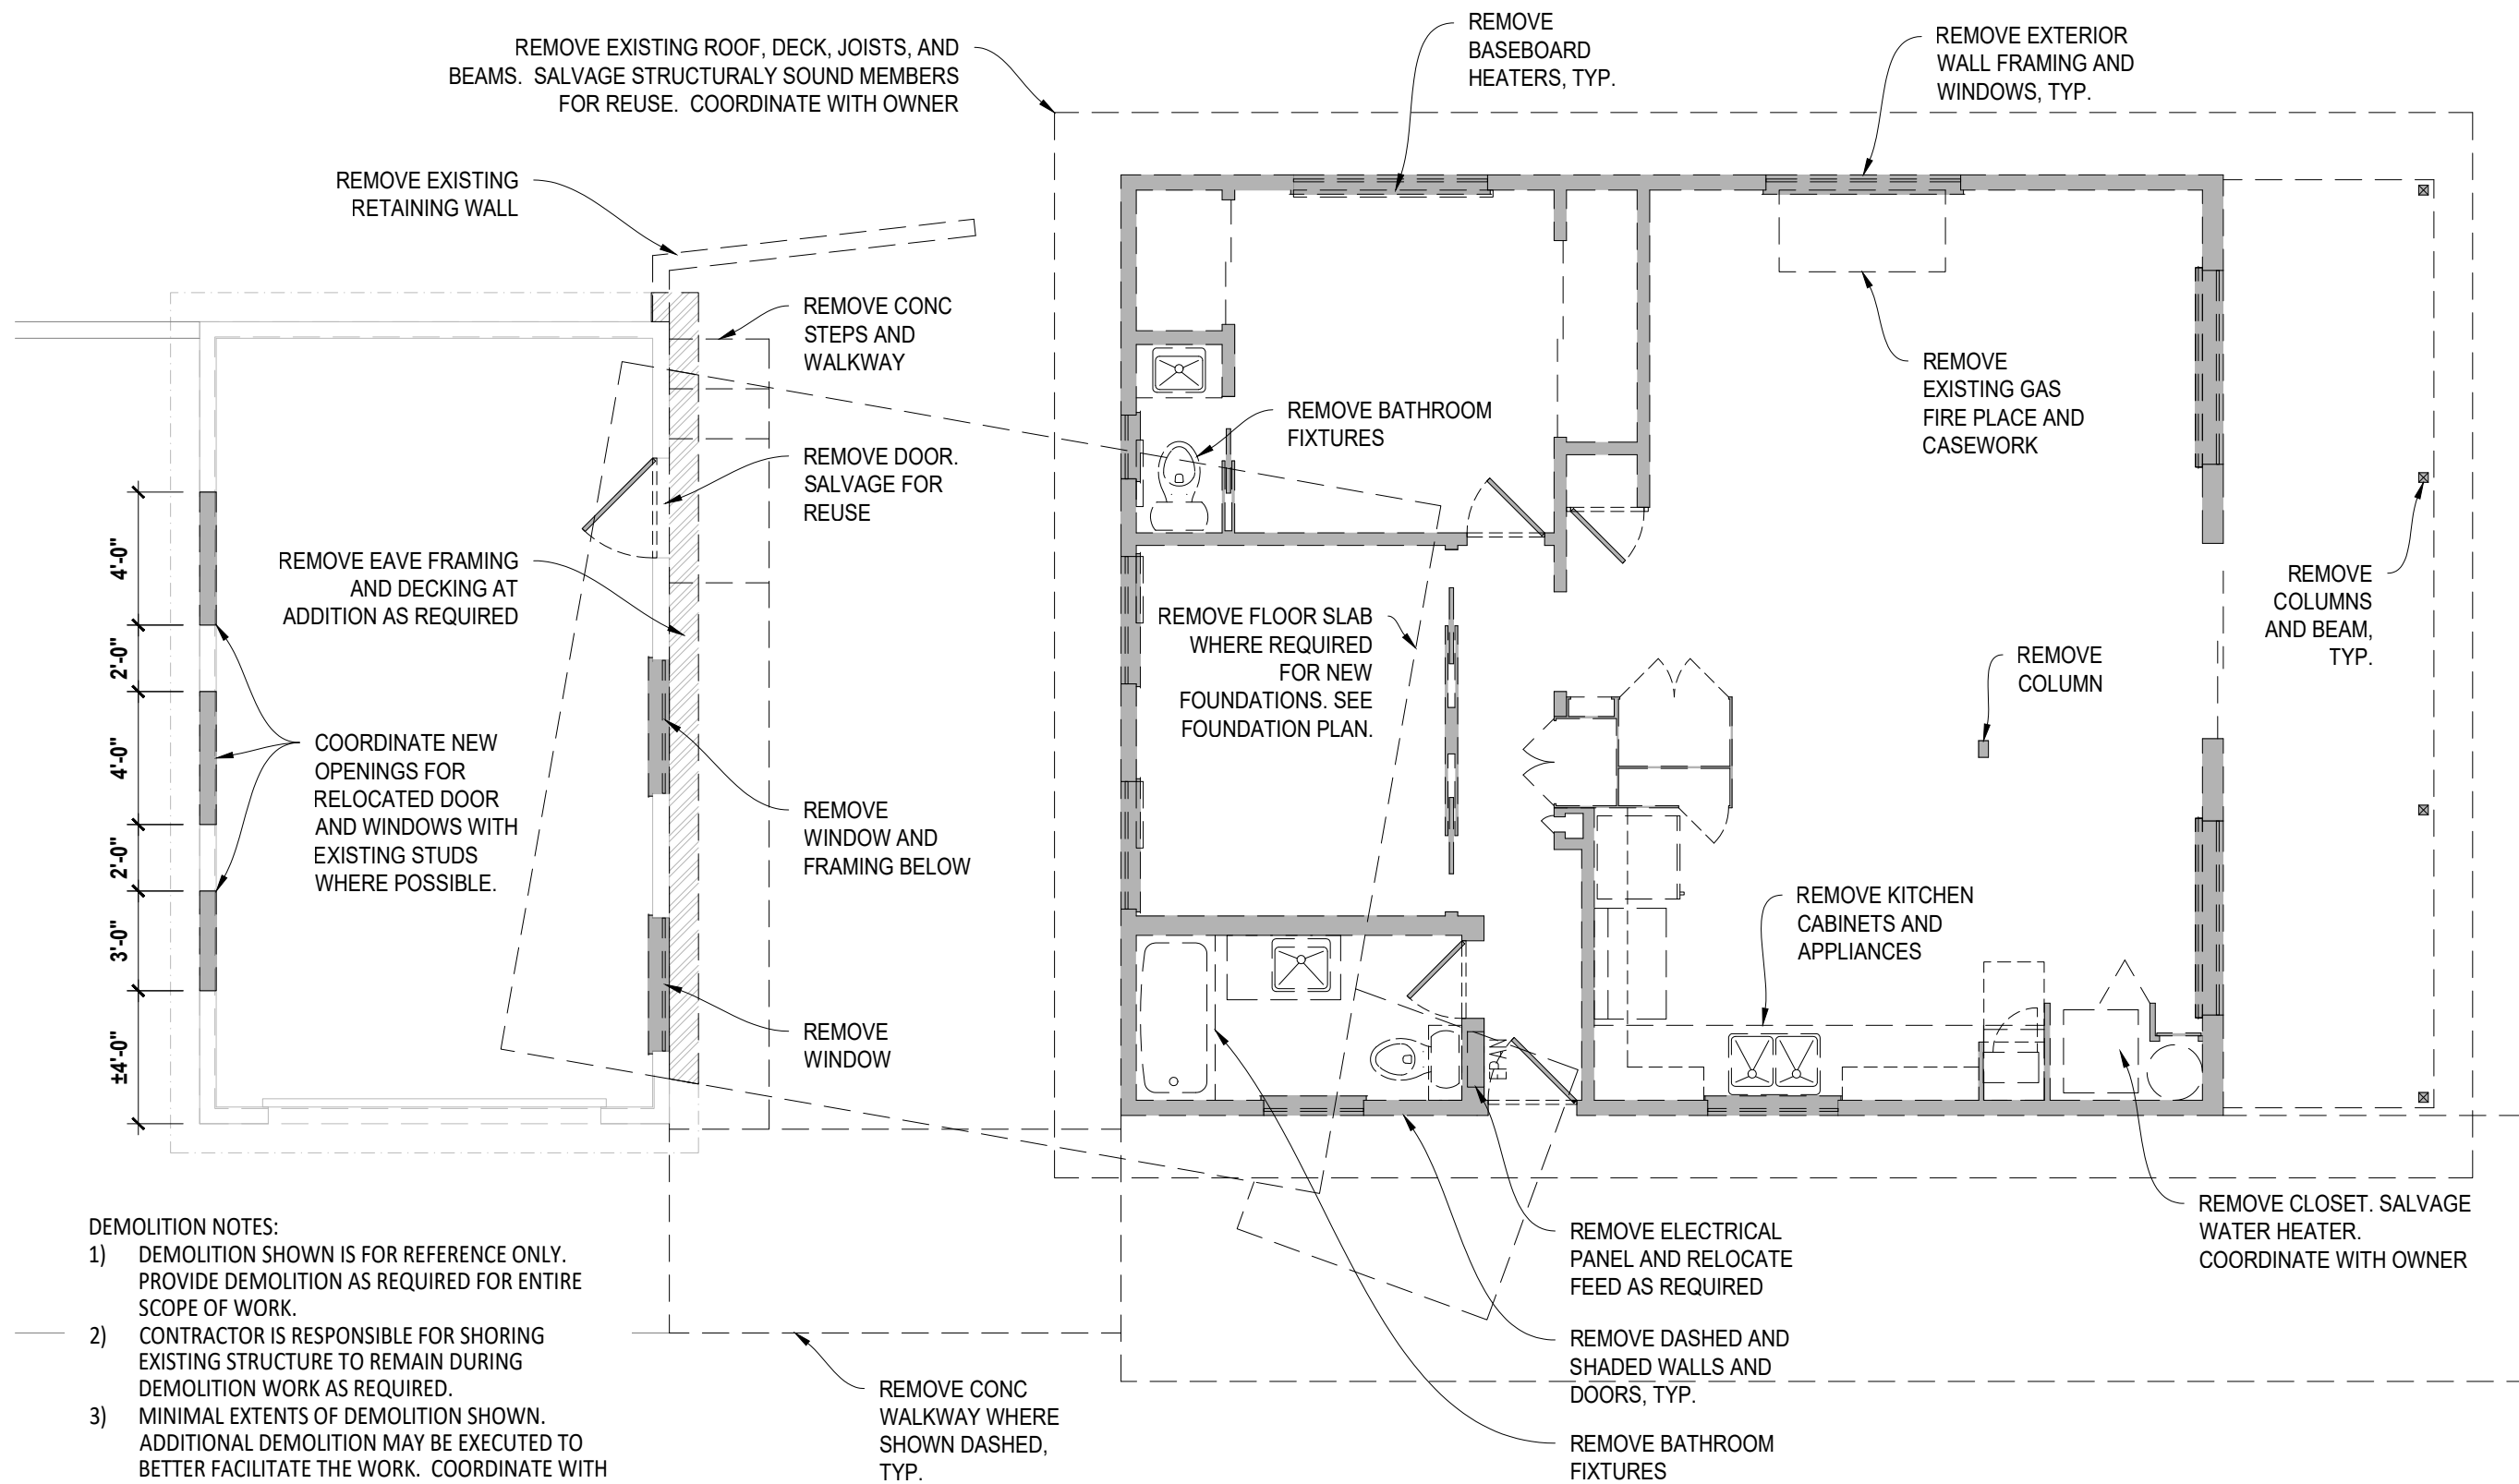 REMOVE EXISTING ROOF, DECK, JOISTS, AND
BEAMS. SALVAGE STRUCTURALY SOUND MEMBERS
FOR REUSE. COORDINATE WITH OWNER
REMOVE
BASEBOARD
HEATERS, TYP.
REMOVE EXTERIOR
WALL FRAMING AND
WINDOWS, TYP.
REMOVE EXISTING
RETAINING WALL
REMOVE CONC
STEPS AND
WALKWAY
REMOVE
EXISTING GAS
FIRE PLACE AND
CASEWORK
REMOVE BATHROOM
FIXTURES
REMOVE DOOR.
SALVAGE FOR
REUSE
REMOVE EAVE FRAMING
AND DECKING AT
ADDITION AS REQUIRED
REMOVE FLOOR SLAB
WHERE REQUIRED
FOR NEW
FOUNDATIONS. SEE
FOUNDATION PLAN.
REMOVE
COLUMNS
AND BEAM,
TYP.
REMOVE
COLUMN
4'-0"
2'-0"
4'-0"
2'-0"
3'-0"
±4'-0"
COORDINATE NEW
OPENINGS FOR
RELOCATED DOOR
AND WINDOWS WITH
EXISTING STUDS
WHERE POSSIBLE.
REMOVE
WINDOW AND
FRAMING BELOW
REMOVE KITCHEN
CABINETS AND
APPLIANCES
REMOVE
WINDOW
EPAN
REMOVE CLOSET. SALVAGE
WATER HEATER.
COORDINATE WITH OWNER
REMOVE ELECTRICAL
PANEL AND RELOCATE
FEED AS REQUIRED
REMOVE DASHED AND
SHADED WALLS AND
DOORS, TYP.
REMOVE BATHROOM
FIXTURES
REMOVE CONC
WALKWAY WHERE
SHOWN DASHED,
TYP.
DEMOLITION NOTES:
1) DEMOLITION SHOWN IS FOR REFERENCE ONLY.
PROVIDE DEMOLITION AS REQUIRED FOR ENTIRE
SCOPE OF WORK.
2) CONTRACTOR IS RESPONSIBLE FOR SHORING
EXISTING STRUCTURE TO REMAIN DURING
DEMOLITION WORK AS REQUIRED.
3) MINIMAL EXTENTS OF DEMOLITION SHOWN.
ADDITIONAL DEMOLITION MAY BE EXECUTED TO
BETTER FACILITATE THE WORK. COORDINATE WITH